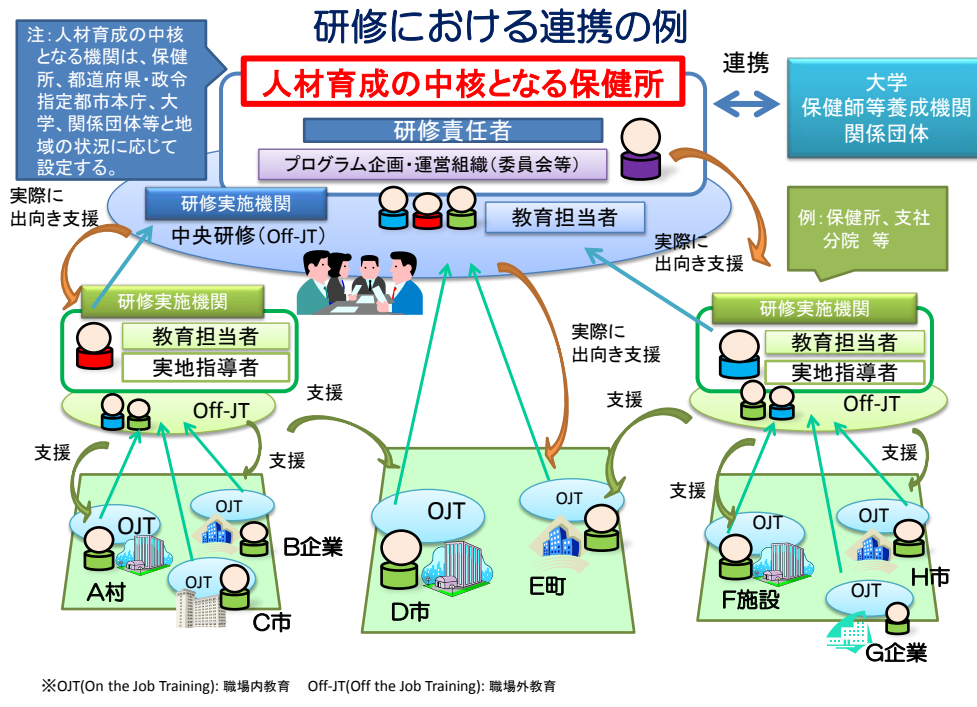 研修における連携の例
注：人材育成の中核
となる機関は、保健
所、都道府県・政令
指定都市本庁、大
学、関係団体等と地
域の状況に応じて
設定する。
人材育成の中核となる保健所
連携
大学
保健師等養成機関
関係団体
研修責任者
プログラム企画・運営組織（委員会等）
実際に
出向き支援
研修実施機関
中央研修（Off-JT）
教育担当者
実際に
出向き支援
例：保健所、支社
分院　等
研修実施機関
教育担当者
実地指導者
Off-JT
実際に
出向き支援
研修実施機関
教育担当者
実地指導者
Off-JT
支援
支援
支援
支援
支援
支援
OJT
A村
OJT
B企業
OJT
C市
OJT
D市
OJT
E町
OJT
F施設
OJT
H市
OJT
G企業
※OJT(On the Job Training)：職場内教育　Off-JT(Off the Job Training)：職場外教育